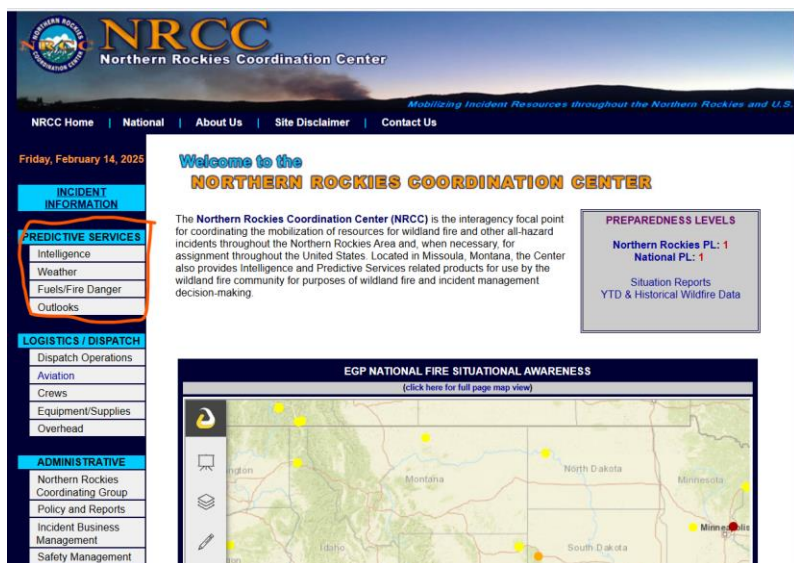 NRCC
Northern Rockies Coordination Center
Mobilizing Incident Resources throughout the Northern Rockies and U.S.
NRCC Home | National | About Us | Site Disclaimer | Contact Us
Friday, February 14, 2025
INCIDENT
INFORMATION
PREDICTIVE SERVICES
Intelligence
Weather
Fuels/Fire Danger
Outlooks
LOGISTICS / DISPATCH
Dispatch Operations
Aviation
Crews
Equipment/Supplies
Overhead
ADMINISTRATIVE
Northern Rockies
Coordinating Group
Policy and Reports
Incident Business
Management
Safety Management
Welcome to the
NORTHERN ROCKIES COORDINATION CENTER
The Northern Rockies Coordination Center (NRCC) is the interagency focal point
for coordinating the mobilization of resources for wildland fire and other all-hazard
incidents throughout the Northern Rockies Area and, when necessary, for
assignment throughout the United States. Located in Missoula, Montana, the Center
also provides Intelligence and Predictive Services related products for use by the
wildland fire community for purposes of wildland fire and incident management
decision-making.
PREPAREDNESS LEVELS
Northern Rockies PL: 1
National PL: 1
Situation Reports
YTD & Historical Wildfire Data
EGP NATIONAL FIRE SITUATIONAL AWARENESS
(click here for full page map view)
Montana
North Dakota
Minnesota
Minneapolis
Idaho
South Dakota